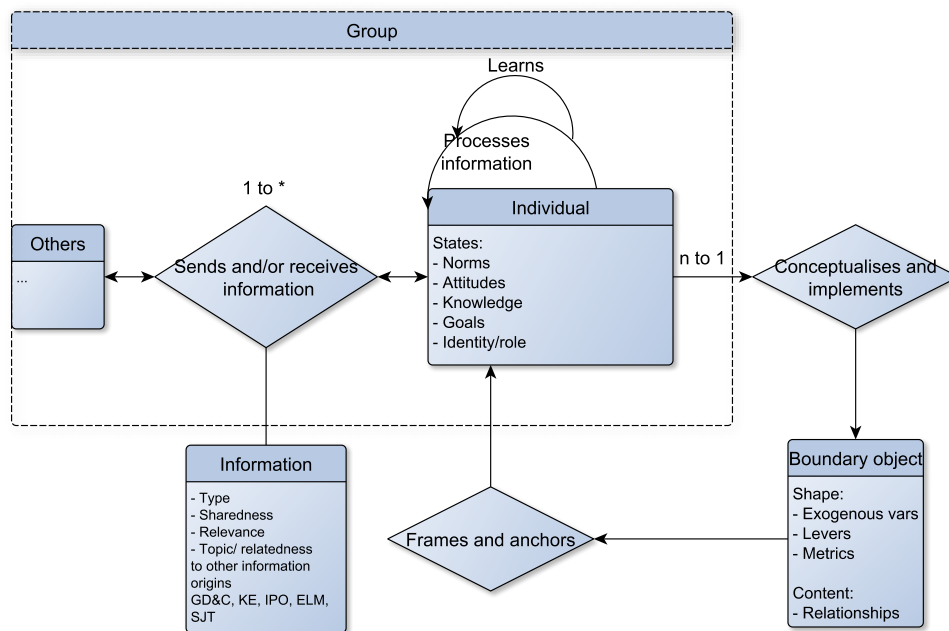 Group
Learns
Processes
information
1 to *
Individual
Others
States:
- Norms
- Attitudes
- Knowledge
- Goals
- Identity/role
...
Sends and/or receives
information
n to 1
Conceptualises and
implements
Information
- Type
- Sharedness
- Relevance
- Topic/ relatedness
to other information
origins
GD&C, KE, IPO, ELM,
SJT
Frames and anchors
Boundary object
Shape:
- Exogenous vars
- Levers
- Metrics
Content:
- Relationships